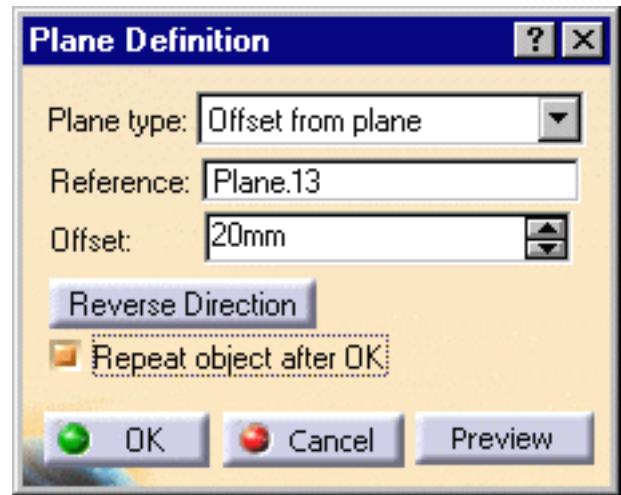 Plane Definition ? X
Plane type: Offset from plane
Reference: Plane.13
Offset: 20mm
Reverse Direction
Repeat object after OK
OK Cancel Preview